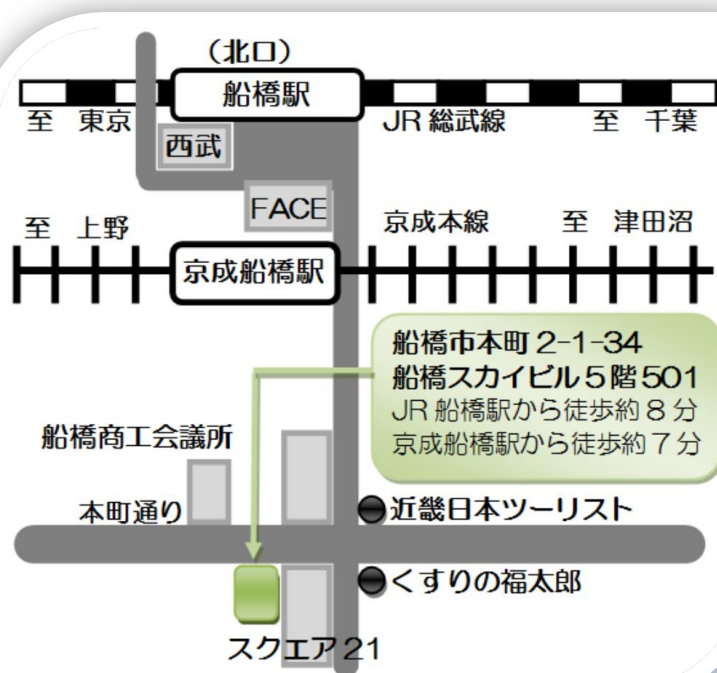 （北口）
船橋駅
至 東京
JR 総武線
至 千葉
西武
FACE
至 上野
京成本線
至 津田沼
京成船橋駅
船橋市本町 2-1-34
船橋スカイビル 5 階 501
JR 船橋駅から徒歩約 8 分
京成船橋駅から徒歩約 7 分
船橋商工会議所
本町通り
近畿日本ツーリスト
くすりの福太郎
スクエア 21